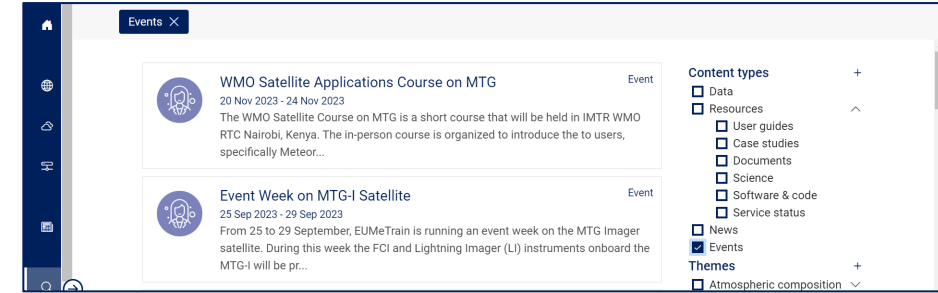 Events
WMO Satellite Applications Course on MTG
Event
20 Nov 2023 - 24 Nov 2023
The WMO Satellite Course on MTG is a short course that will be held in IMTR WMO
RTC Nairobi, Kenya. The in-person course is organized to introduce the to users,
specifically Meteor...
Event Week on MTG-I Satellite
Event
25 Sep 2023 - 29 Sep 2023
From 25 to 29 September, EUMeTrain is running an event week on the MTG Imager
satellite. During this week the FCI and Lightning Imager (LI) instruments onboard the
MTG-I will be pr...
Content types
Data
Resources
User guides
Case studies
Documents
Science
Software & code
Service status
News
Events
Themes
Atmospheric composition